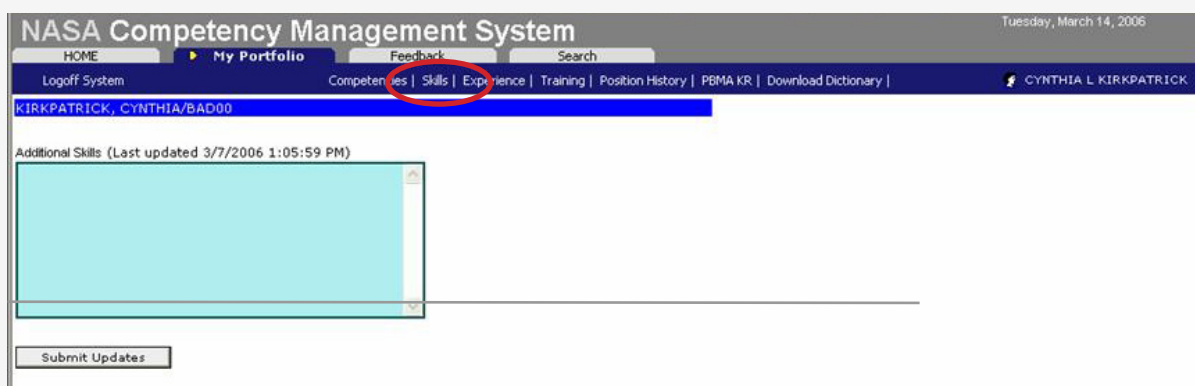 NASA Competency Management System
Tuesday, March 14, 2006
HOME My Portfolio Feedback Search
Logoff System Competencies | Skills | Experience | Training | Position History | PBMA KR | Download Dictionary | CYNTHIA L KIRKPATRICK
KIRKPATRICK, CYNTHIA/BAD00
Additional Skills (Last updated 3/7/2006 1:05:59 PM)
Submit Updates